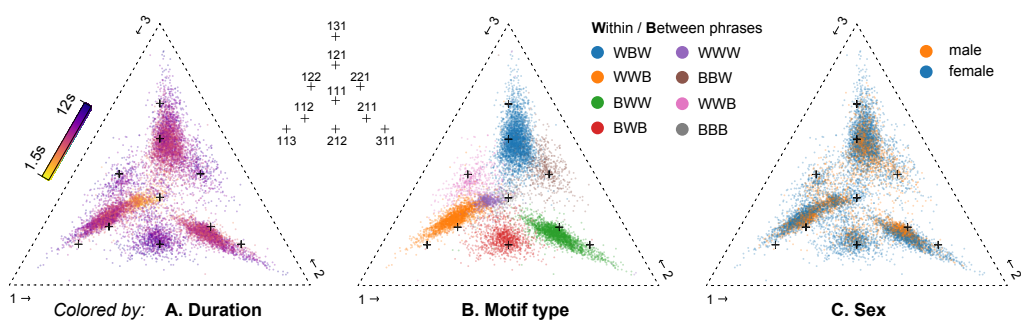 ← 3
12s
1.5s
1 →
← 2
Colored by: A. Duration
131
121
122 221
111
112 211
113 212 311
← 3
1 →
← 2
B. Motif type
Within / Between phrases
WBW WWW
WWB BBW
BWW WWB
BWB BBB
← 3
1 →
← 2
C. Sex
male
female